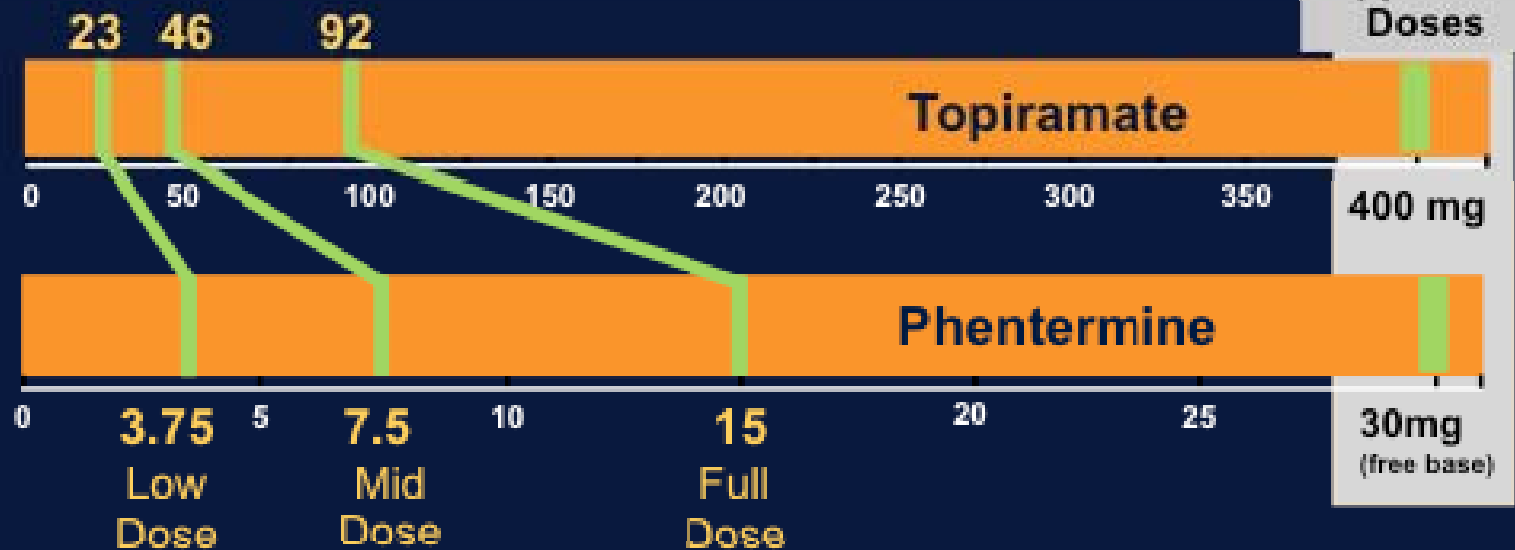 23 46 92
Doses
Topiramate
0 50 100 150 200 250 300 350 400 mg
Phentermine
0 3.75 5 7.5 10 15 20 25 30mg
(free base)
Low Mid Full
Dose Dose Dose